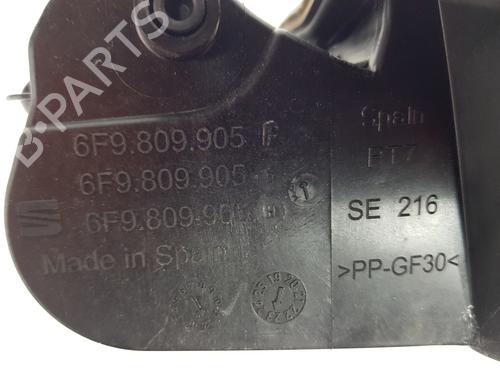 B-PARTS
6F9.809.905 F
6F9.809.905
6F9.809.905
Made in Spain
Spain
PT7
SE 216
>PP-GF30<